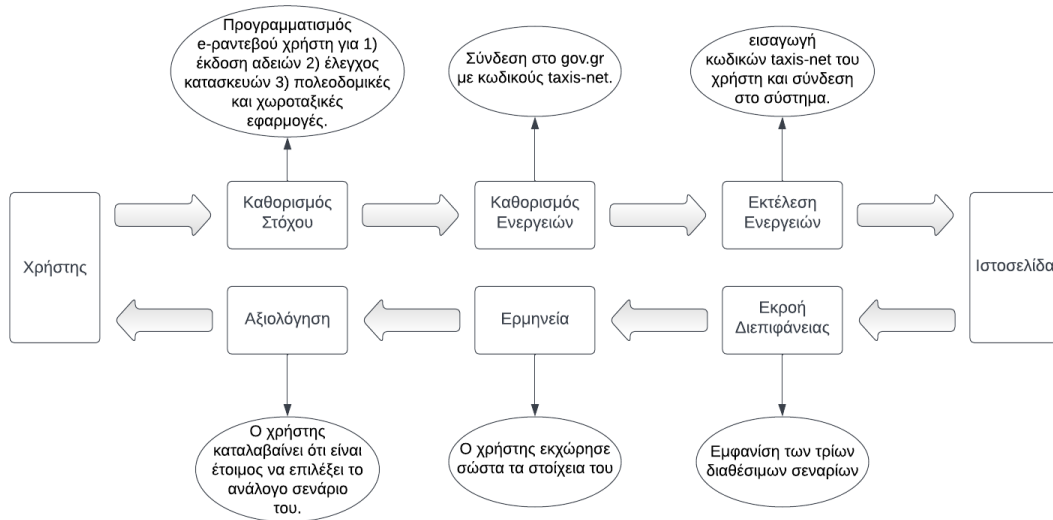 Προγραμματισμός
e-ραντεβού χρήστη για 1)
έκδοση αδειών 2) έλεγχος
κατασκευών 3) πολεοδομικές
και χωροταξικές
εφαρμογές.
Σύνδεση στο gov.gr
με κωδικούς taxis-net.
εισαγωγή
κωδικών taxis-net του
χρήστη και σύνδεση
στο σύστημα.
Χρήστης
Καθορισμός
Στόχου
Καθορισμός
Ενεργειών
Εκτέλεση
Ενεργειών
Ιστοσελίδα
Αξιολόγηση
Ερμηνεία
Εκροή
Διεπιφάνειας
Ο χρήστης
καταλαβαίνει ότι είναι
έτοιμος να επιλέξει το
ανάλογο σενάριο
του.
Ο χρήστης εκχώρησε
σώστα τα στοίχεια του
Εμφανιση των τρίων
διαθέσιμων σεναρίων